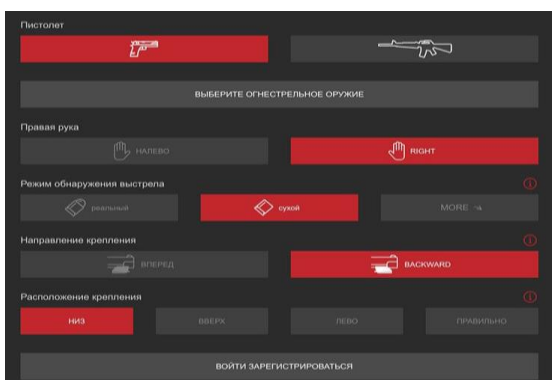 Пистолет
ВЫБЕРИТЕ ОГНЕСТРЕЛЬНОЕ ОРУЖИЕ
Правая рука
НАЛЕВО RIGHT
Режим обнаружения выстрела
реальный сухой MORE
Направление крепления
ВПЕРЕД BACKWARD
Расположение крепления
НИЗ ВВЕРХ ЛЕВО ПРАВИЛЬНО
ВОЙТИ ЗАРЕГИСТРИРОВАТЬСЯ